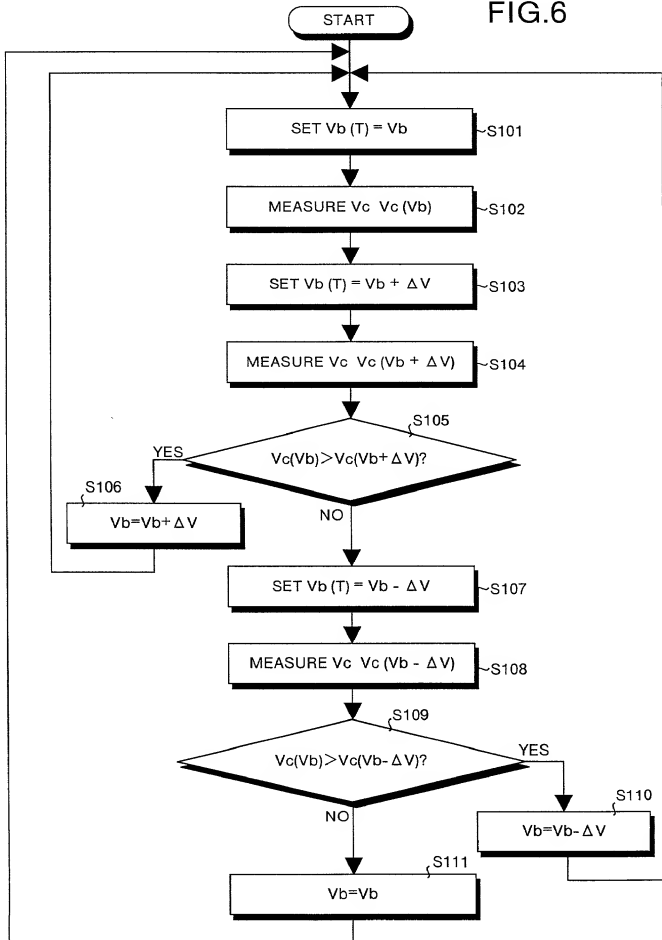 FIG.6
START
SET Vb (T) = Vb
S101
MEASURE Vc Vc (Vb)
S102
SET Vb (T) = Vb + ΔV
S103
MEASURE Vc Vc (Vb + ΔV)
S104
S105
Vc(Vb)>Vc(Vb+ΔV)?
YES
S106
Vb=Vb+ΔV
NO
SET Vb (T) = Vb - ΔV
S107
MEASURE Vc Vc (Vb - ΔV)
S108
S109
Vc(Vb)>Vc(Vb-ΔV)?
YES
S110
Vb=Vb-ΔV
NO
S111
Vb=Vb